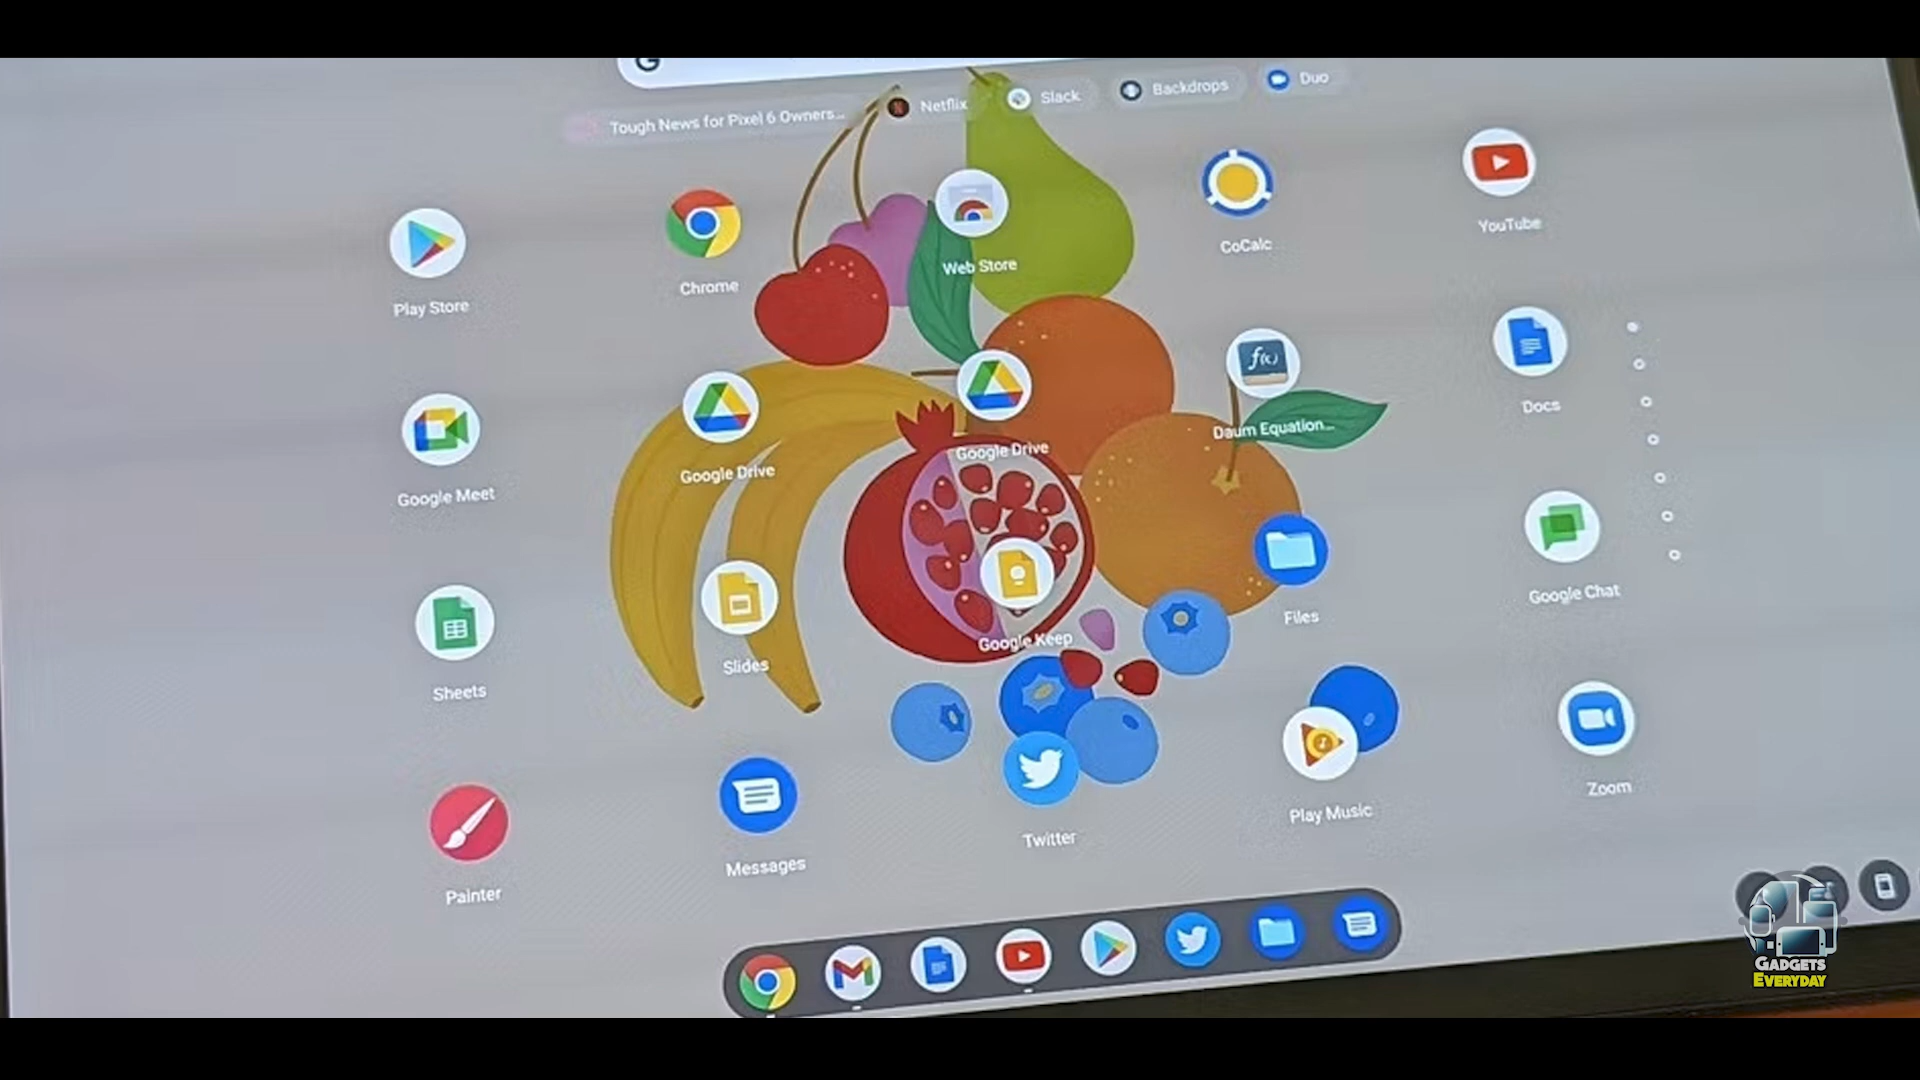 G
Tough News for Pixel 6 Owners...
Netflix
Slack
Backdrops
Duo
Play Store
Chrome
Web Store
CoCalc
YouTube
Google Meet
Google Drive
Google Drive
f(x)
Daum Equation...
Docs
Sheets
Slides
Google Keep
Files
Google Chat
Painter
Messages
Twitter
Play Music
Zoom
GADGETS
EVERYDAY